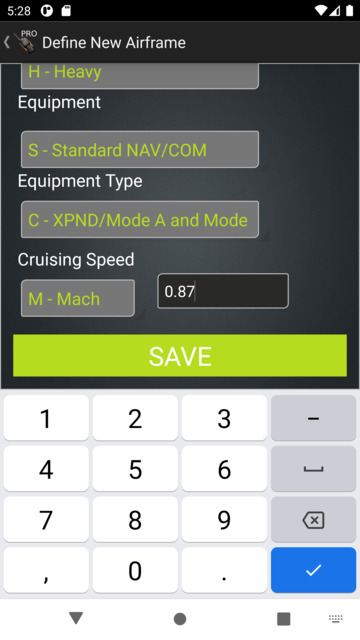 5:28
PRO
Define New Airframe
H - Heavy
Equipment
S - Standard NAV/COM
Equipment Type
C - XPND/Mode A and Mode
Cruising Speed
M - Mach
0.87
SAVE
1 2 3 –
4 5 6
7 8 9
, 0 .